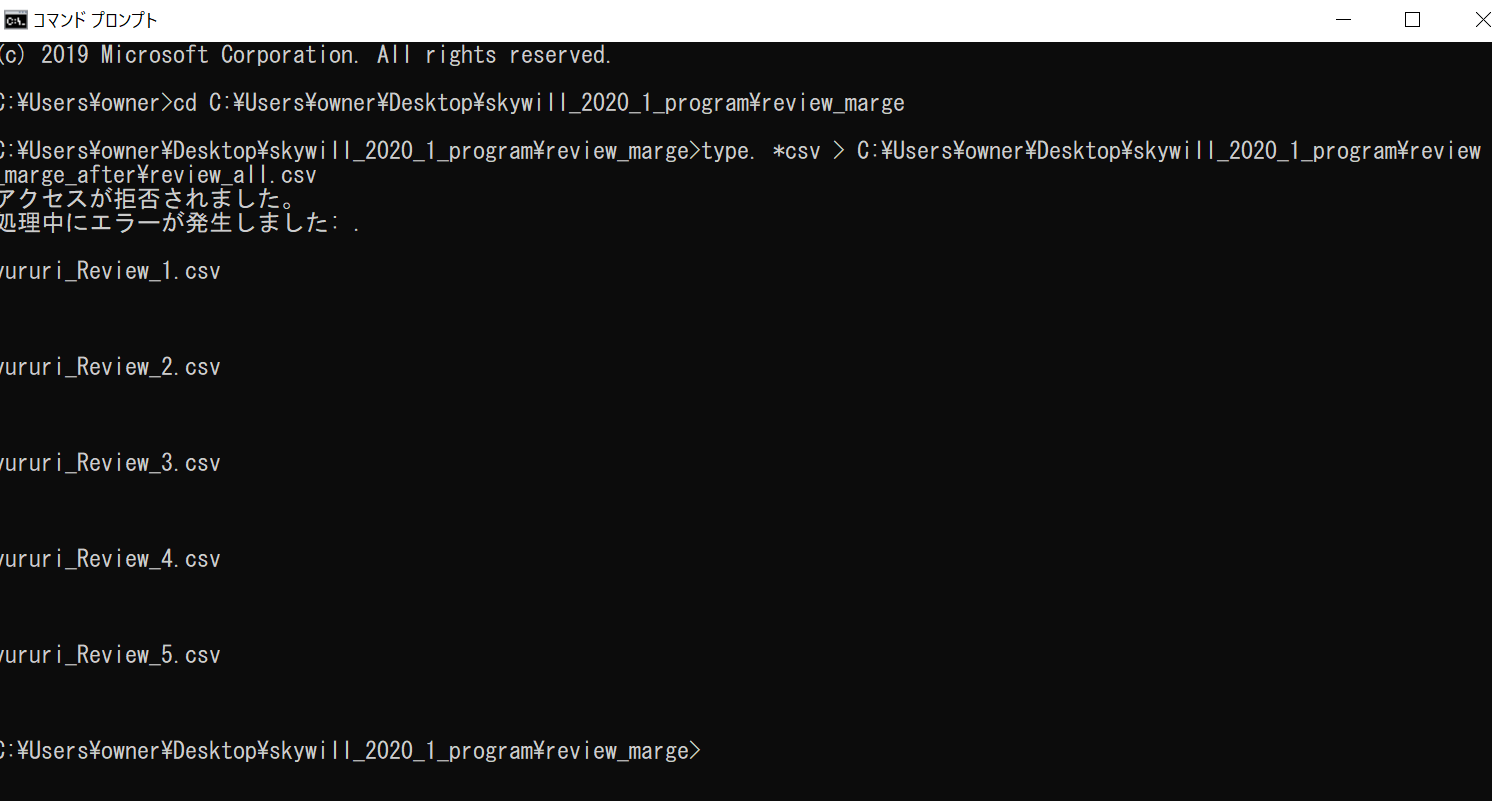 コマンド プロンプト
(c) 2019 Microsoft Corporation. All rights reserved.
C:¥Users¥owner>cd C:¥Users¥owner¥Desktop¥skywill_2020_1_program¥review_marge
C:¥Users¥owner¥Desktop¥skywill_2020_1_program¥review_marge>type. *csv > C:¥Users¥owner¥Desktop¥skywill_2020_1_program¥review
_marge_after¥review_all.csv
アクセスが拒否されました。
処理中にエラーが発生しました: .
yururi_Review_1.csv
yururi_Review_2.csv
yururi_Review_3.csv
yururi_Review_4.csv
yururi_Review_5.csv
C:¥Users¥owner¥Desktop¥skywill_2020_1_program¥review_marge>